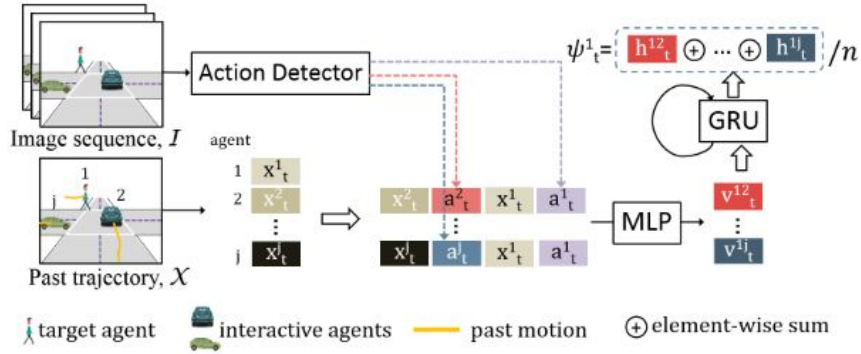 Action Detector
ψ¹ₜ= h¹²ₜ ⊕ ... ⊕ h¹ʲₜ /n
GRU
Image sequence, I
agent
1 x¹ₜ
2 x²ₜ
⋮
j xʲₜ
1
2
j
Past trajectory, X
x²ₜ a²ₜ x¹ₜ a¹ₜ
⋮
xʲₜ aʲₜ x¹ₜ a¹ₜ
MLP
v¹²ₜ
⋮
v¹ʲₜ
target agent
interactive agents
past motion
⊕ element-wise sum